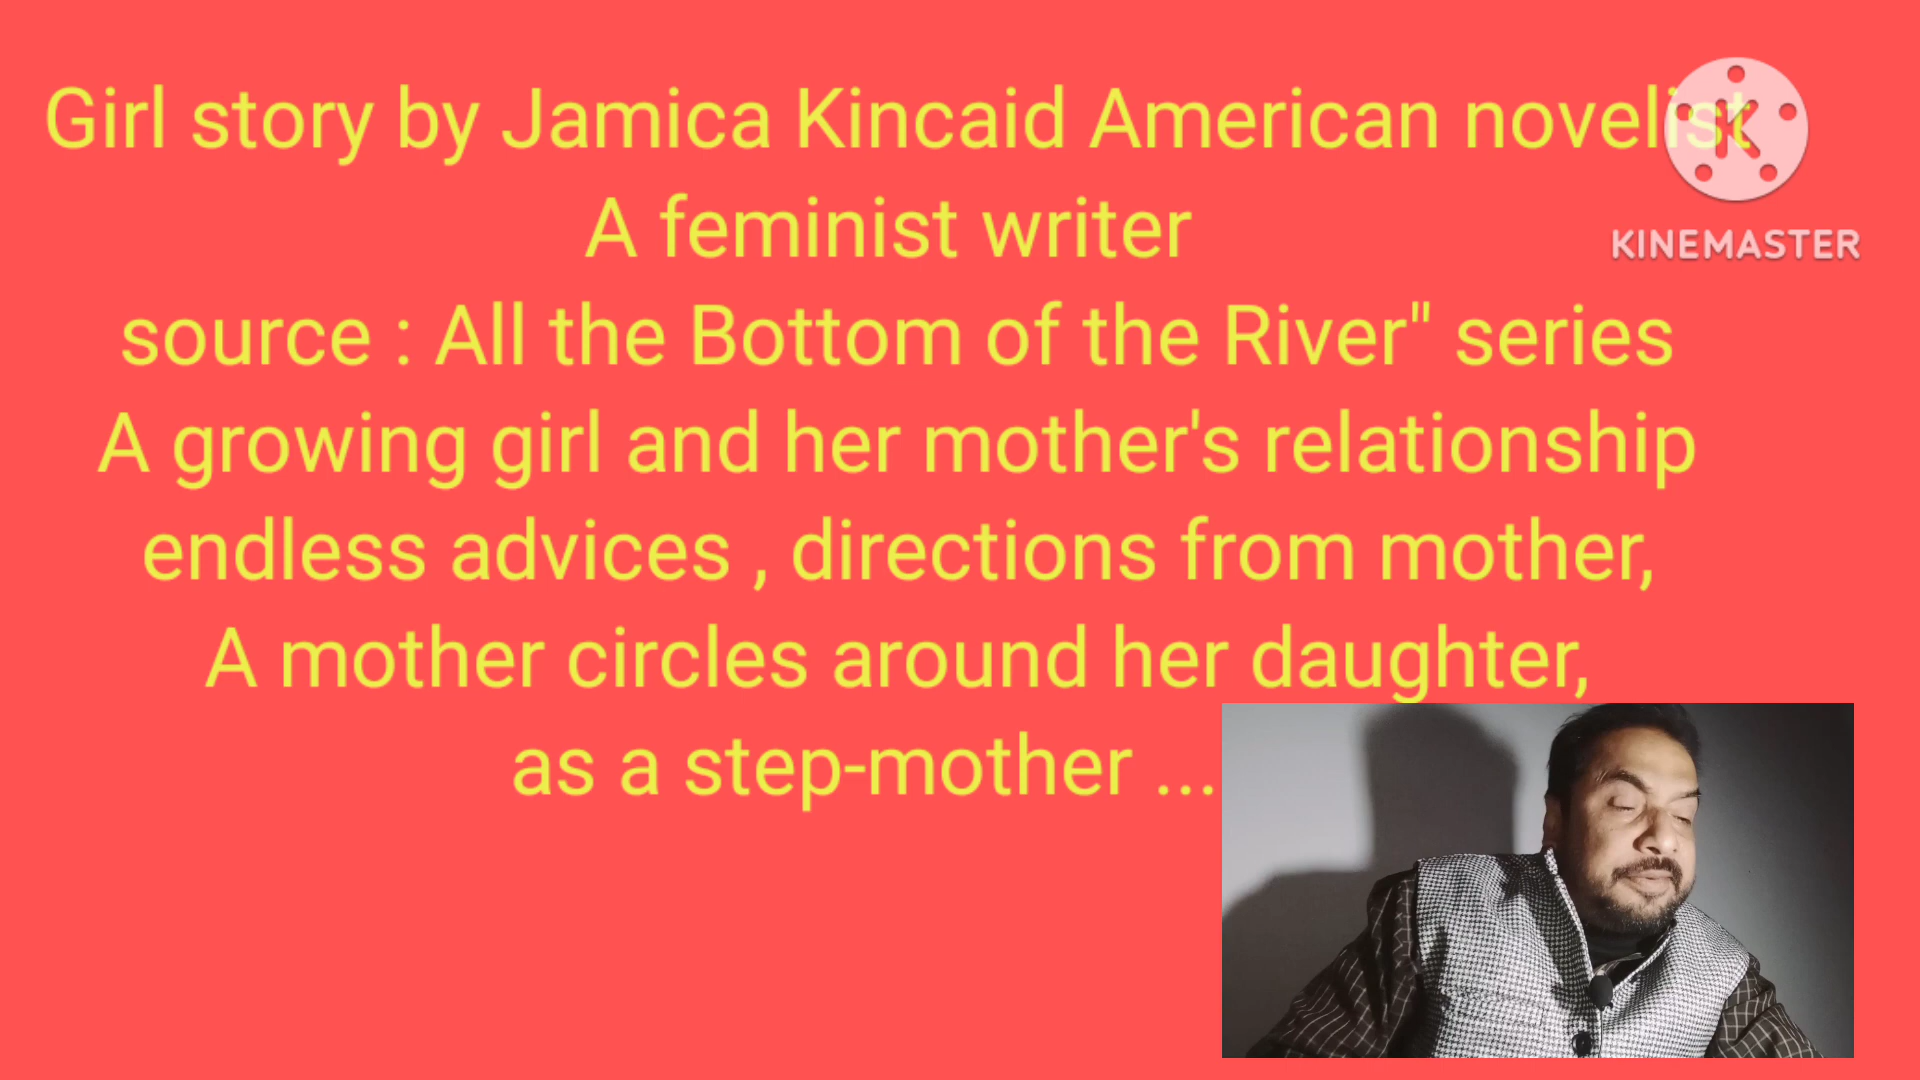 Girl story by Jamica Kincaid American novelist
KINEMASTER
A feminist writer
source : All the Bottom of the River" series
A growing girl and her mother's relationship
endless advices , directions from mother,
A mother circles around her daughter,
as a step-mother ...